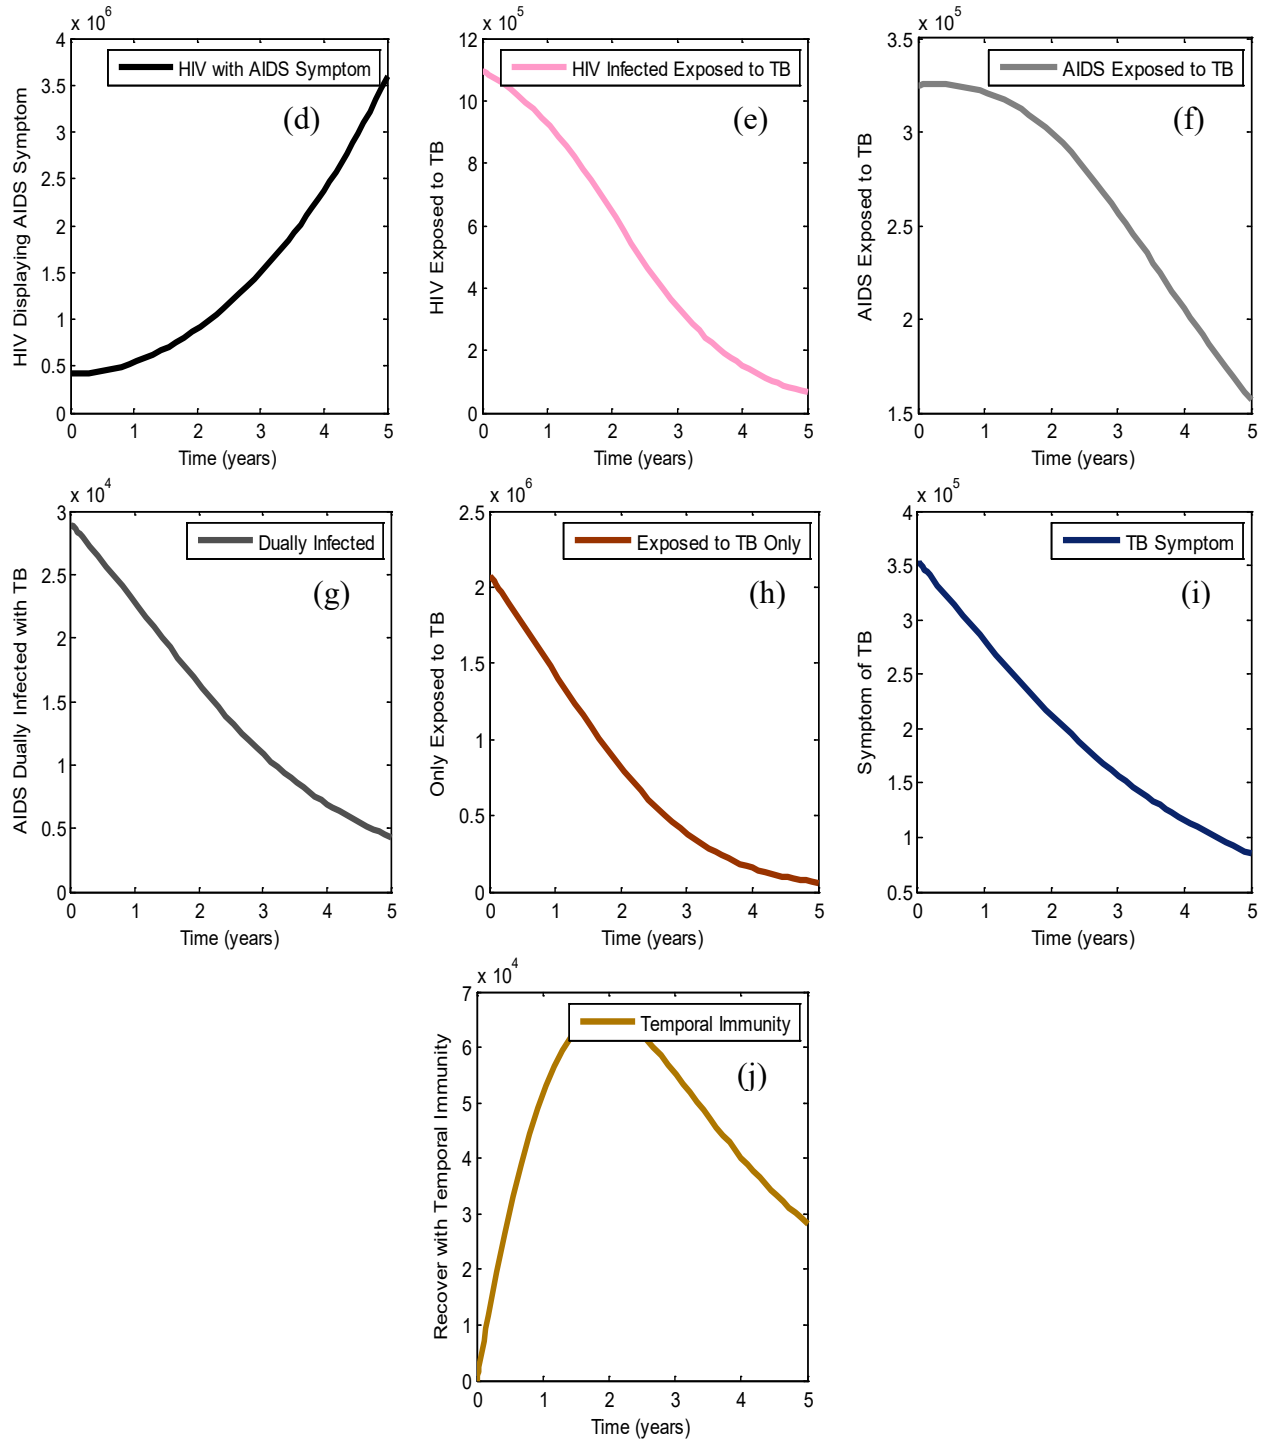 x 10^6
HIV with AIDS Symptom
(d)
HIV Displaying AIDS Symptom
4
3.5
3
2.5
2
1.5
1
0.5
0
0 1 2 3 4 5
Time (years)
x 10^5
HIV Infected Exposed to TB
(e)
HIV Exposed to TB
12
10
8
6
4
2
0
0 1 2 3 4 5
Time (years)
x 10^5
AIDS Exposed to TB
(f)
AIDS Exposed to TB
3.5
3
2.5
2
1.5
0 1 2 3 4 5
Time (years)
x 10^4
Dually Infected
(g)
AIDS Dually Infected with TB
3
2.5
2
1.5
1
0.5
0
0 1 2 3 4 5
Time (years)
x 10^6
Exposed to TB Only
(h)
Only Exposed to TB
2.5
2
1.5
1
0.5
0
0 1 2 3 4 5
Time (years)
x 10^5
TB Symptom
(i)
Symptom of TB
4
3.5
3
2.5
2
1.5
1
0.5
0 1 2 3 4 5
Time (years)
x 10^4
Temporal Immunity
(j)
Recover with Temporal Immunity
7
6
5
4
3
2
1
0
0 1 2 3 4 5
Time (years)